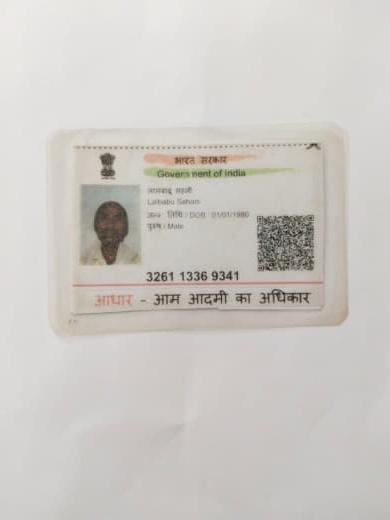 भारत सरकार
Government of India
लालबाबू सहनी
Lalbabu Sahani
जन्म तिथि / DOB 01/01/1980
पुरुष / Male
3261 1336 9341
आधार - आम आदमी का अधिकार